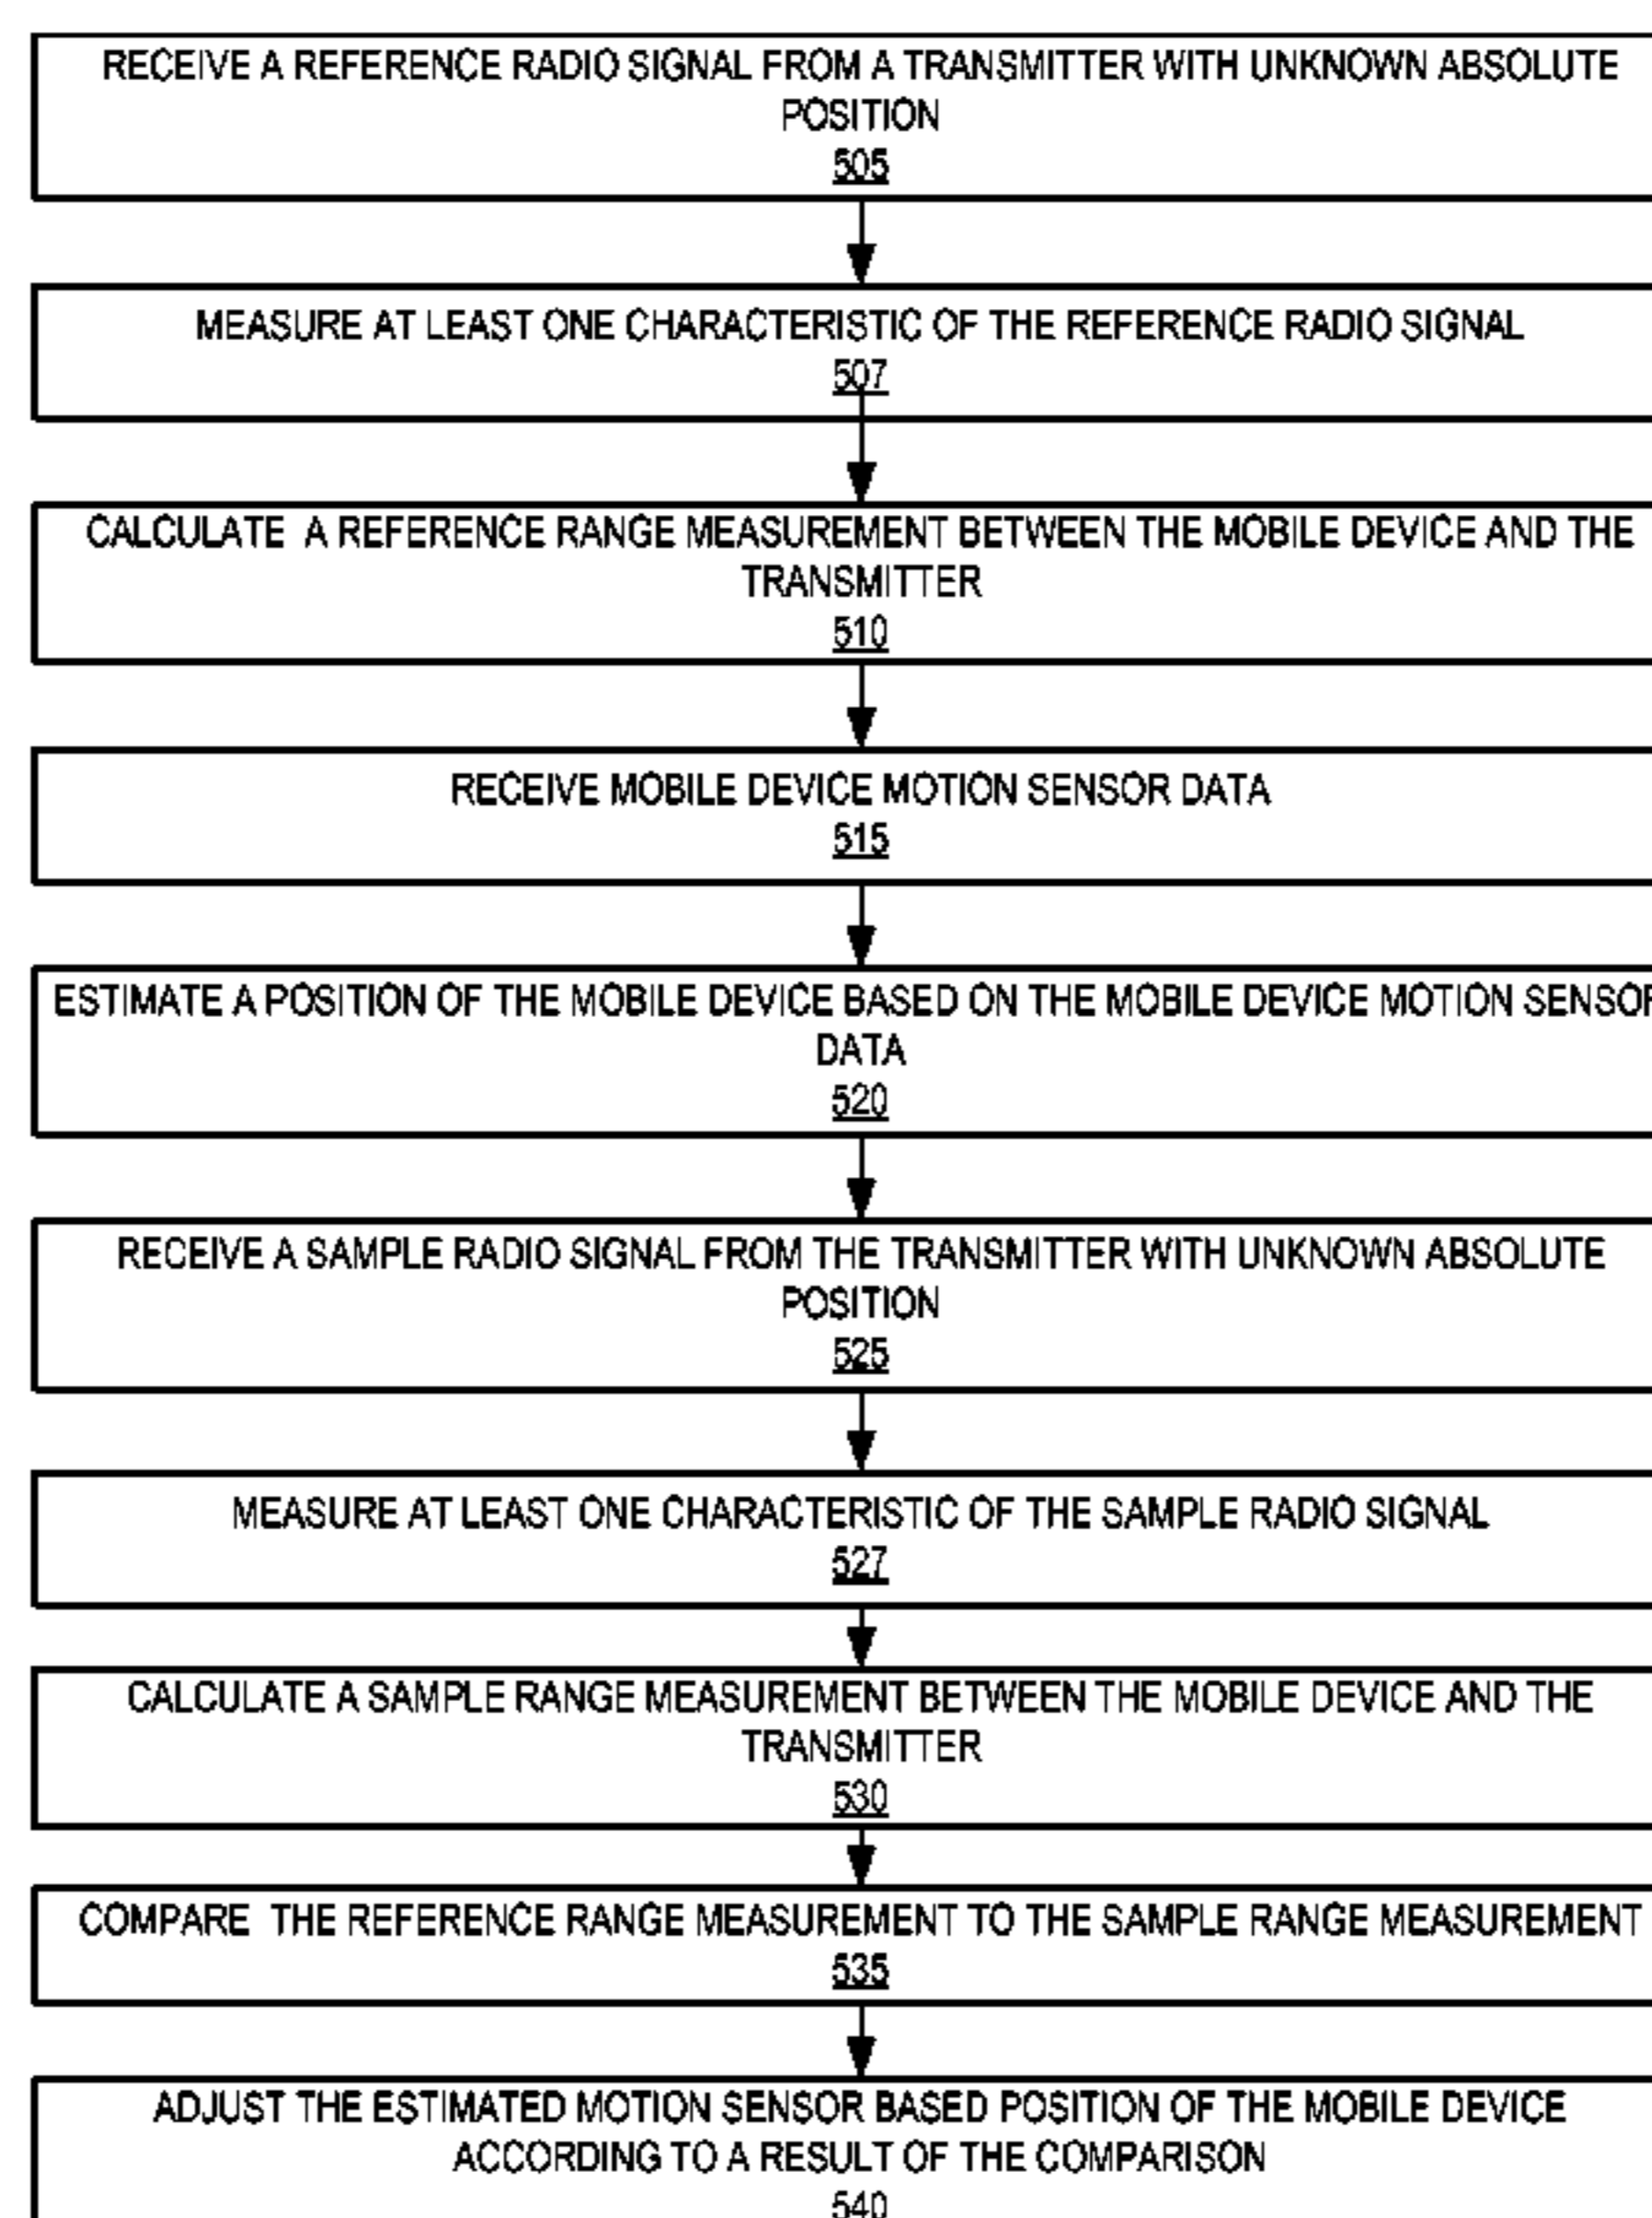 RECEIVE A REFERENCE RADIO SIGNAL FROM A TRANSMITTER WITH UNKNOWN ABSOLUTE
POSITION
505
MEASURE AT LEAST ONE CHARACTERISTIC OF THE REFERENCE RADIO SIGNAL
507
CALCULATE A REFERENCE RANGE MEASUREMENT BETWEEN THE MOBILE DEVICE AND THE
TRANSMITTER
510
RECEIVE MOBILE DEVICE MOTION SENSOR DATA
515
ESTIMATE A POSITION OF THE MOBILE DEVICE BASED ON THE MOBILE DEVICE MOTION SENSOR
DATA
520
RECEIVE A SAMPLE RADIO SIGNAL FROM THE TRANSMITTER WITH UNKNOWN ABSOLUTE
POSITION
525
MEASURE AT LEAST ONE CHARACTERISTIC OF THE SAMPLE RADIO SIGNAL
527
CALCULATE A SAMPLE RANGE MEASUREMENT BETWEEN THE MOBILE DEVICE AND THE
TRANSMITTER
530
COMPARE THE REFERENCE RANGE MEASUREMENT TO THE SAMPLE RANGE MEASUREMENT
535
ADJUST THE ESTIMATED MOTION SENSOR BASED POSITION OF THE MOBILE DEVICE
ACCORDING TO A RESULT OF THE COMPARISON
540